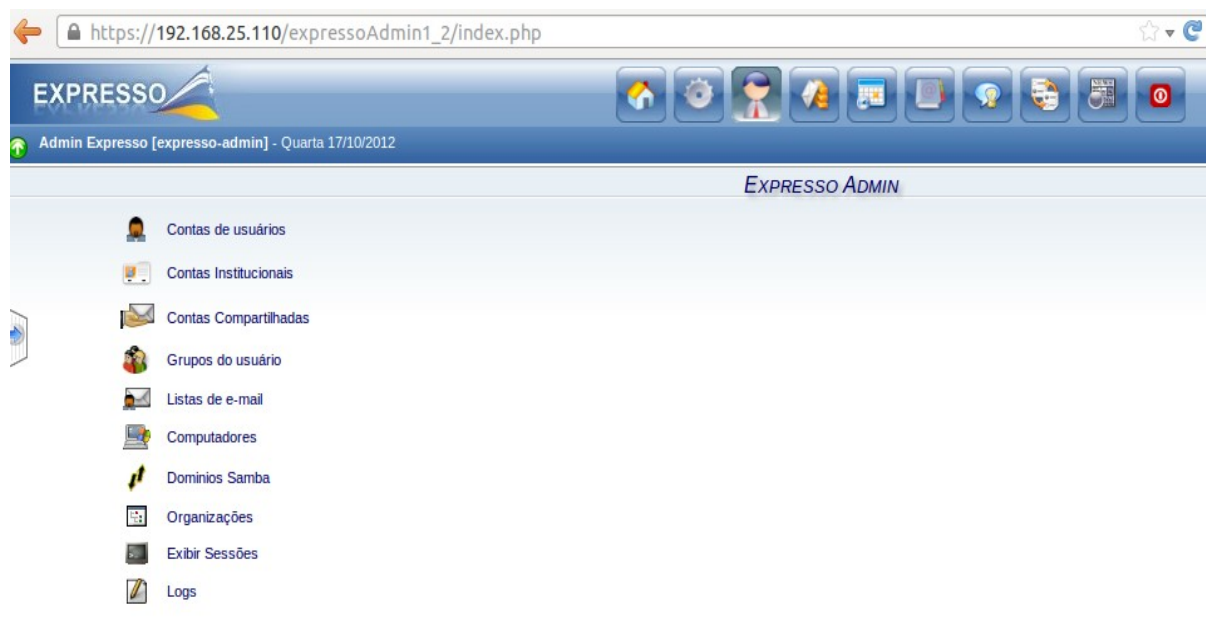 https://192.168.25.110/expressoAdmin1_2/index.php
EXPRESSO
Admin Expresso [expresso-admin] - Quarta 17/10/2012
EXPRESSO ADMIN
Contas de usuários
Contas Institucionais
Contas Compartilhadas
Grupos do usuário
Listas de e-mail
Computadores
Dominios Samba
Organizações
Exibir Sessões
Logs